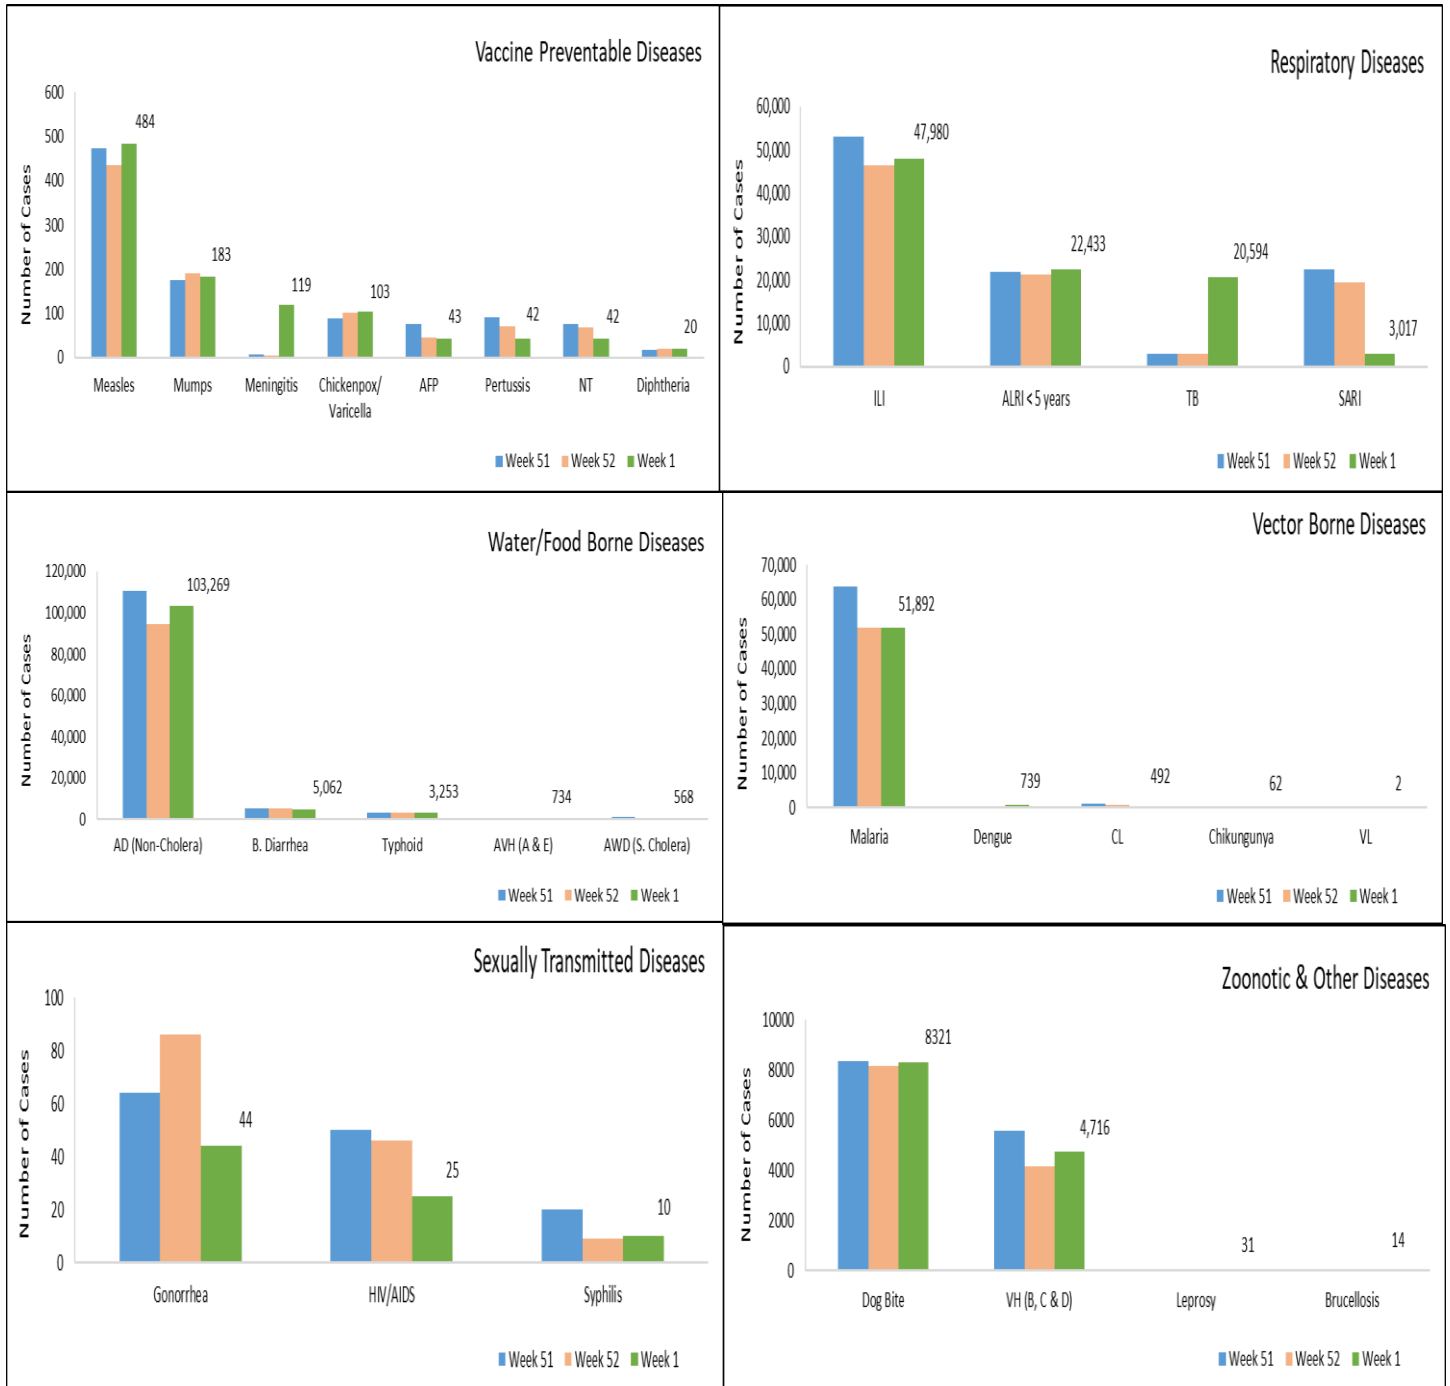 Vaccine Preventable Diseases
Number of Cases
600
500
400
300
200
100
0
484
183
119
103
43
42
42
20
Measles
Mumps
Meningitis
Chickenpox/
Varicella
AFP
Pertussis
NT
Diphtheria
Week 51 Week 52 Week 1
Respiratory Diseases
Number of Cases
60,000
50,000
40,000
30,000
20,000
10,000
0
47,980
22,433
20,594
3,017
ILI
ALRI < 5 years
TB
SARI
Week 51 Week 52 Week 1
Water/Food Borne Diseases
Number of Cases
120,000
100,000
80,000
60,000
40,000
20,000
0
103,269
5,062
3,253
734
568
AD (Non-Cholera)
B. Diarrhea
Typhoid
AVH (A & E)
AWD (S. Cholera)
Week 51 Week 52 Week 1
Vector Borne Diseases
Number of Cases
70,000
60,000
50,000
40,000
30,000
20,000
10,000
0
51,892
739
492
62
2
Malaria
Dengue
CL
Chikungunya
VL
Week 51 Week 52 Week 1
Sexually Transmitted Diseases
Number of Cases
100
80
60
40
20
0
44
25
10
Gonorrhea
HIV/AIDS
Syphilis
Week 51 Week 52 Week 1
Zoonotic & Other Diseases
Number of Cases
10000
8000
6000
4000
2000
0
8321
4,716
31
14
Dog Bite
VH (B, C & D)
Leprosy
Brucellosis
Week 51 Week 52 Week 1